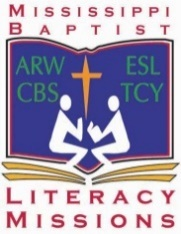 MISSISSIPPI
BAPTIST
ARW ESL
CBS TCY
LITERACY
MISSIONS